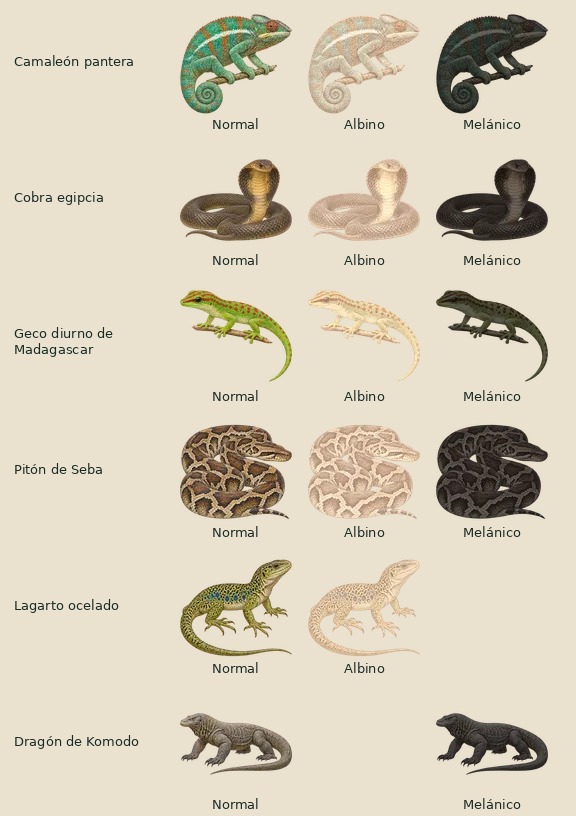 Camaleón pantera
Normal
Albino
Melánico
Cobra egipcia
Normal
Albino
Melánico
Geco diurno de
Madagascar
Normal
Albino
Melánico
Pitón de Seba
Normal
Albino
Melánico
Lagarto ocelado
Normal
Albino
Dragón de Komodo
Normal
Melánico